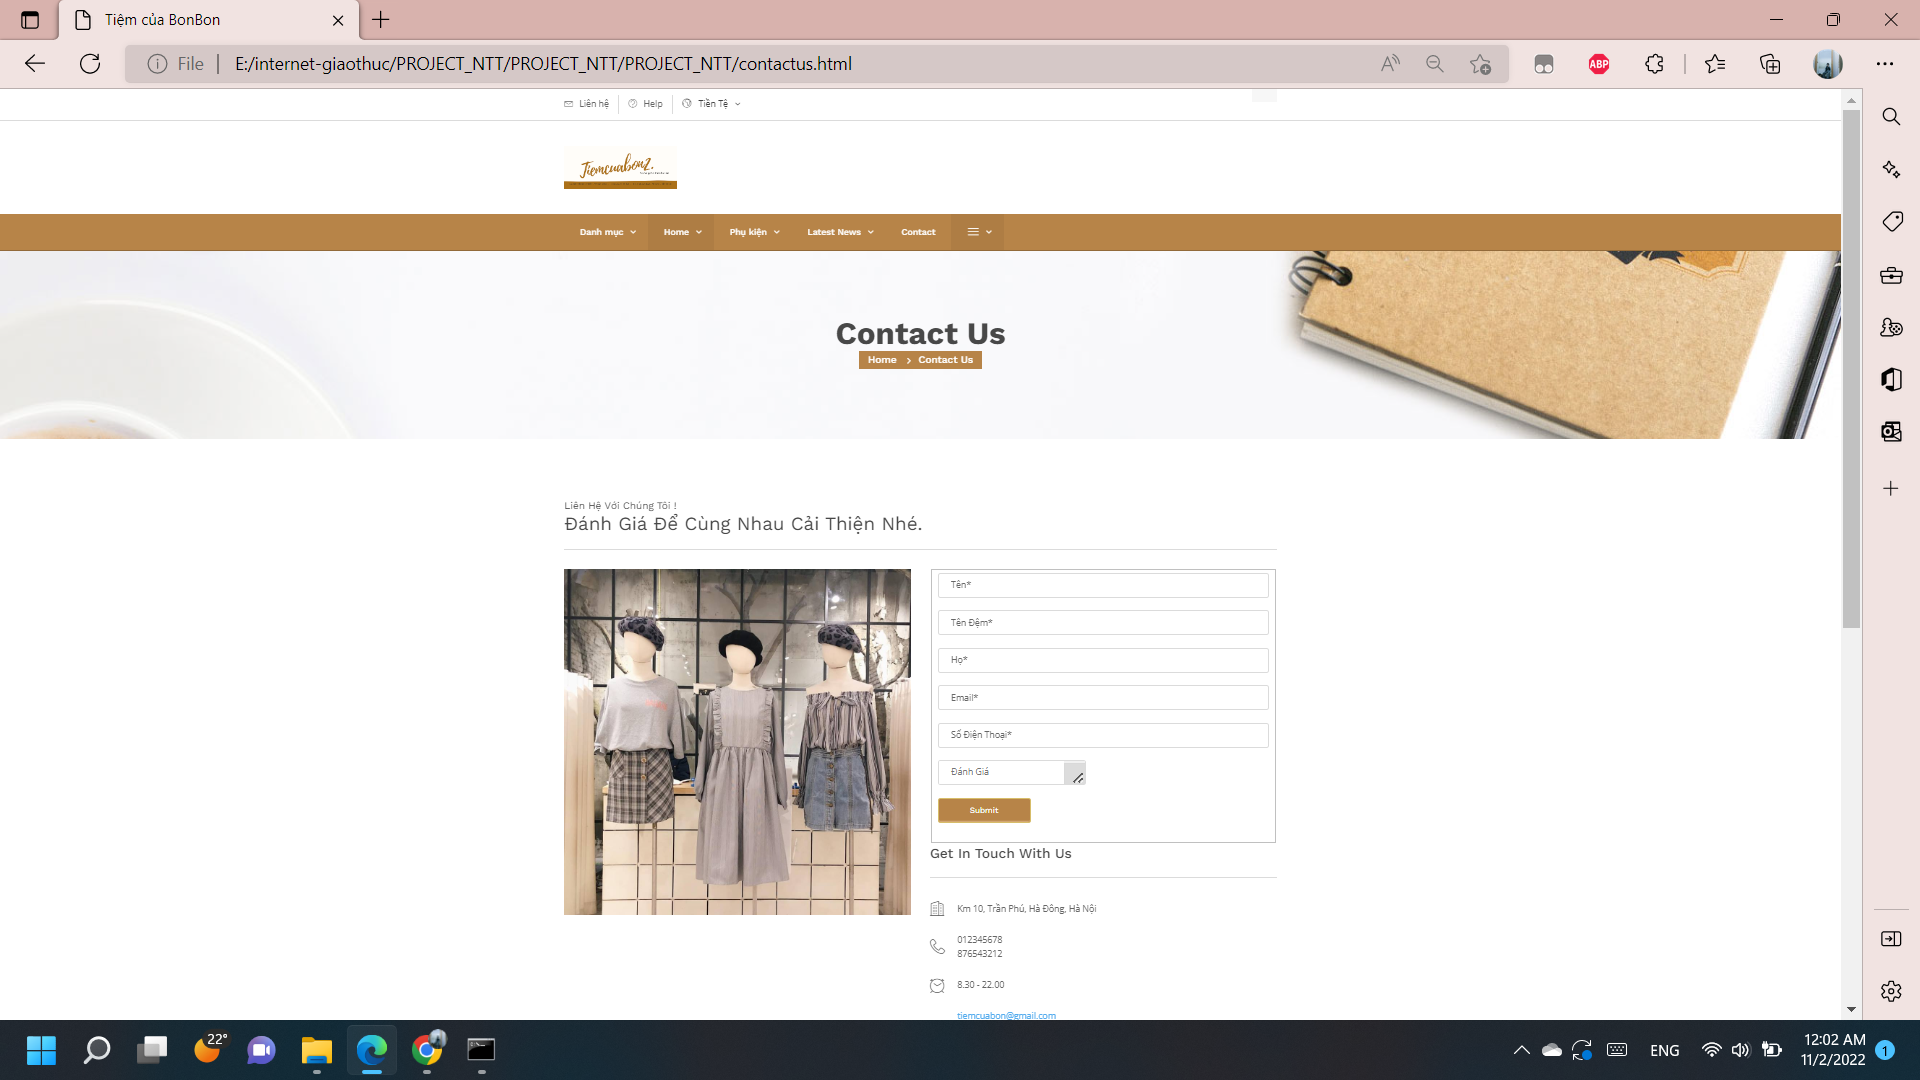 Tiệm của BonBon
File
E:/internet-giaothuc/PROJECT_NTT/PROJECT_NTT/PROJECT_NTT/contactus.html
ABP
Liên hệ
Help
Tiền Tệ
Tiemcuabonz.
Danh mục
Home
Phụ kiện
Latest News
Contact
Contact Us
Home > Contact Us
Liên Hệ Với Chúng Tôi !
Đánh Giá Để Cùng Nhau Cải Thiện Nhé.
Tên*
Tên Đệm*
Họ*
Email*
Số Điện Thoại*
Đánh Giá
Submit
Get In Touch With Us
Km 10, Trần Phú, Hà Đông, Hà Nội
012345678
876543212
8.30 - 22.00
tiemcuabon@gmail.com
22°
ENG
12:02 AM
11/2/2022
1